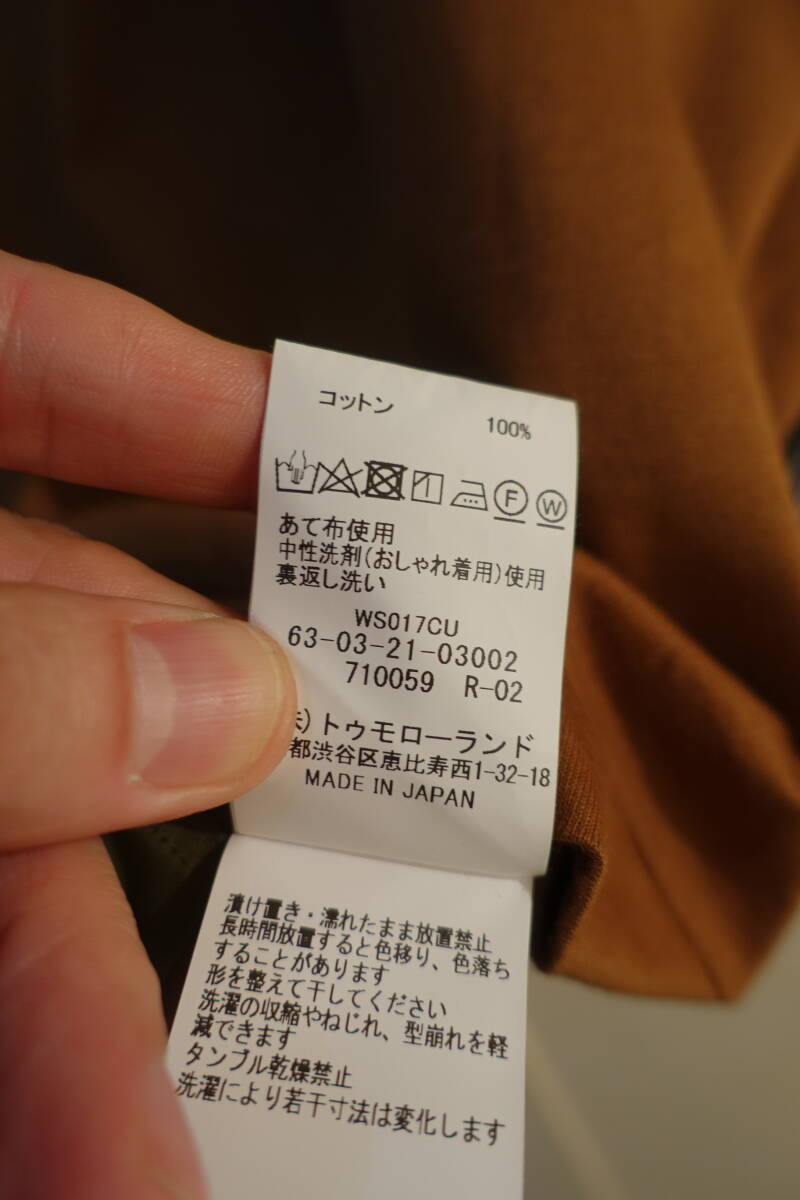 コットン 100%
F W
あて布使用
中性洗剤(おしゃれ着用)使用
裏返し洗い
WS017CU
63-03-21-03002
710059 R-02
) トゥモローランド
都渋谷区恵比寿西1-32-18
MADE IN JAPAN
漬け置き・濡れたまま放置禁止
長時間放置すると色移り、色落ち
することがあります
形を整えて干してください
洗濯の収縮やねじれ、型崩れを軽
減できます
タンブル乾燥禁止
洗濯により若干寸法は変化します